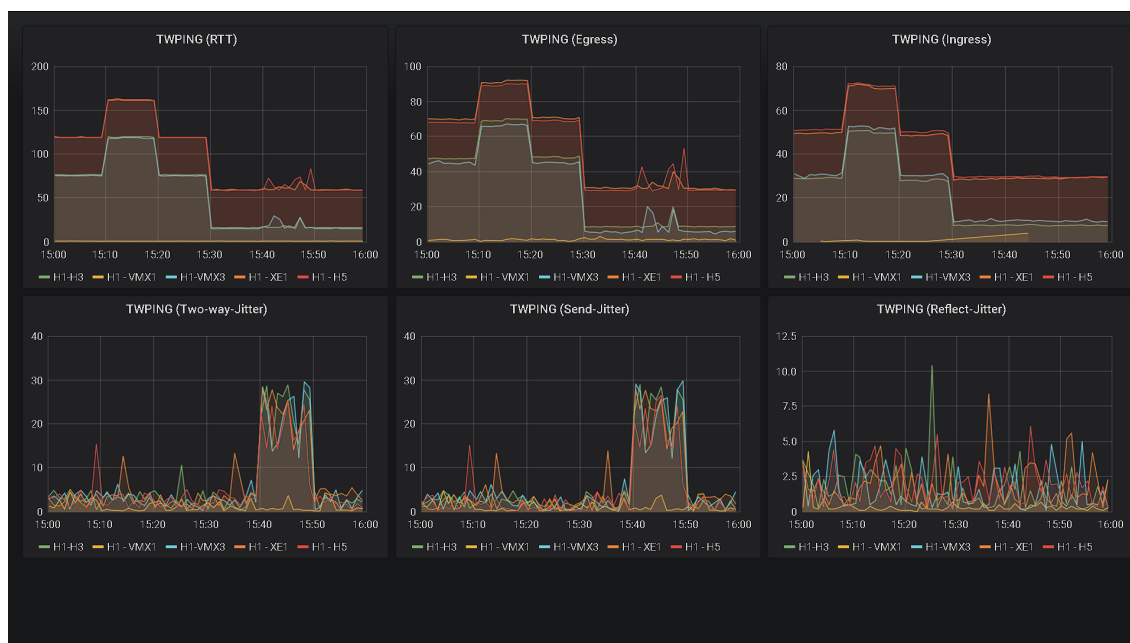 TWPING (RTT)
200
150
100
50
0
15:00 15:10 15:20 15:30 15:40 15:50 16:00
H1-H3 H1 - VMX1 H1-VMX3 H1 - XE1 H1 - H5
TWPING (Egress)
100
80
60
40
20
0
15:00 15:10 15:20 15:30 15:40 15:50 16:00
H1-H3 H1 - VMX1 H1-VMX3 H1 - XE1 H1 - H5
TWPING (Ingress)
80
60
40
20
0
15:00 15:10 15:20 15:30 15:40 15:50 16:00
H1-H3 H1 - VMX1 H1-VMX3 H1 - XE1 H1 - H5
TWPING (Two-way-Jitter)
40
30
20
10
0
15:00 15:10 15:20 15:30 15:40 15:50 16:00
H1-H3 H1 - VMX1 H1-VMX3 H1 - XE1 H1 - H5
TWPING (Send-Jitter)
40
30
20
10
0
15:00 15:10 15:20 15:30 15:40 15:50 16:00
H1-H3 H1 - VMX1 H1-VMX3 H1 - XE1 H1 - H5
TWPING (Reflect-Jitter)
12.5
10.0
7.5
5.0
2.5
0
15:00 15:10 15:20 15:30 15:40 15:50 16:00
H1-H3 H1 - VMX1 H1-VMX3 H1 - XE1 H1 - H5